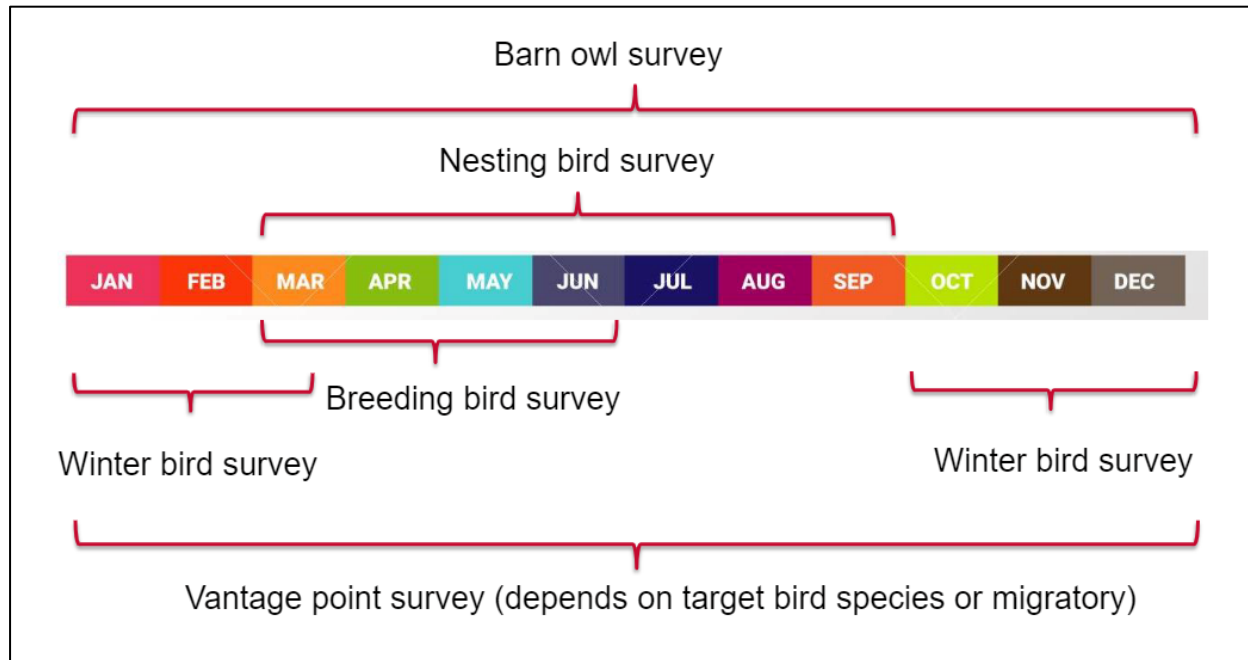 Barn owl survey
Nesting bird survey
JAN FEB MAR APR MAY JUN JUL AUG SEP OCT NOV DEC
Breeding bird survey
Winter bird survey
Winter bird survey
Vantage point survey (depends on target bird species or migratory)